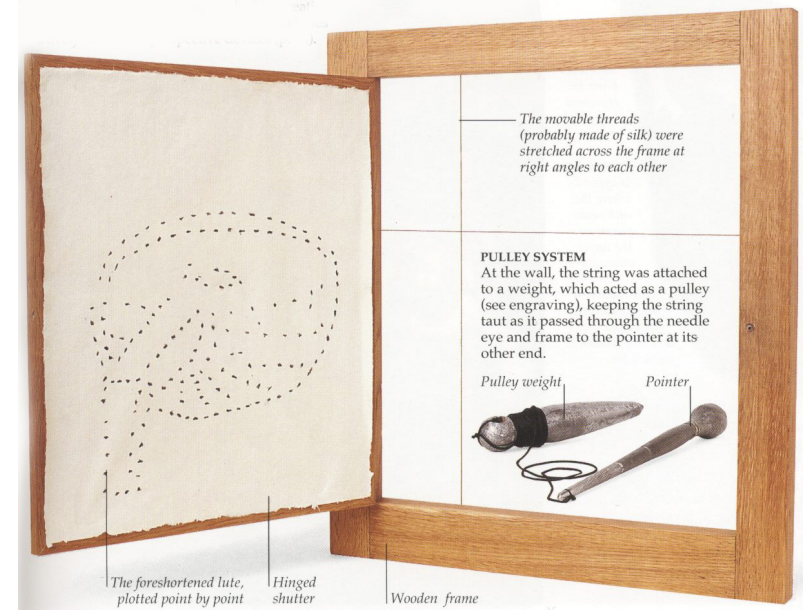 The movable threads
(probably made of silk) were
stretched across the frame at
right angles to each other
PULLEY SYSTEM
At the wall, the string was attached
to a weight, which acted as a pulley
(see engraving), keeping the string
taut as it passed through the needle
eye and frame to the pointer at its
other end.
Pulley weight
Pointer
The foreshortened lute,
plotted point by point
Hinged
shutter
Wooden frame